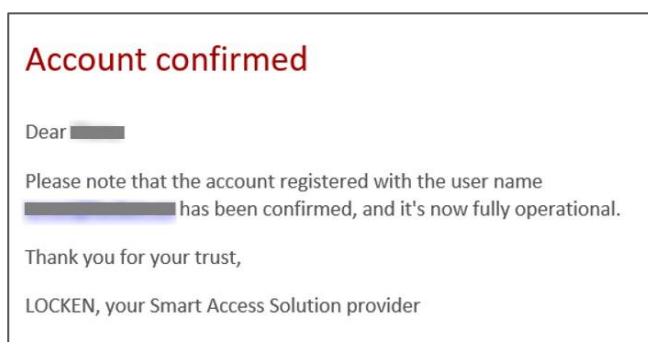 Account confirmed
Dear
Please note that the account registered with the user name
has been confirmed, and it's now fully operational.
Thank you for your trust,
LOCKEN, your Smart Access Solution provider